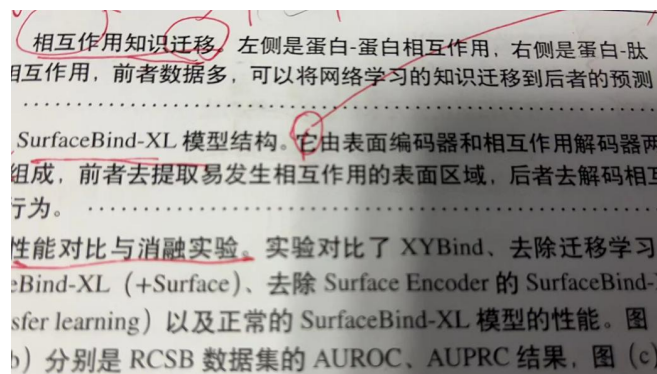 相互作用知识迁移。左侧是蛋白-蛋白相互作用，右侧是蛋白-肽
相互作用，前者数据多，可以将网络学习的知识迁移到后者的预测
SurfaceBind-XL 模型结构。它由表面编码器和相互作用解码器两
组成，前者去提取易发生相互作用的表面区域，后者去解码相互
行为。
性能对比与消融实验。实验对比了 XYBind、去除迁移学习
eBind-XL（+Surface）、去除 Surface Encoder 的 SurfaceBind-
sfer learning）以及正常的 SurfaceBind-XL 模型的性能。图
b）分别是 RCSB 数据集的 AUROC、AUPRC 结果，图（c）